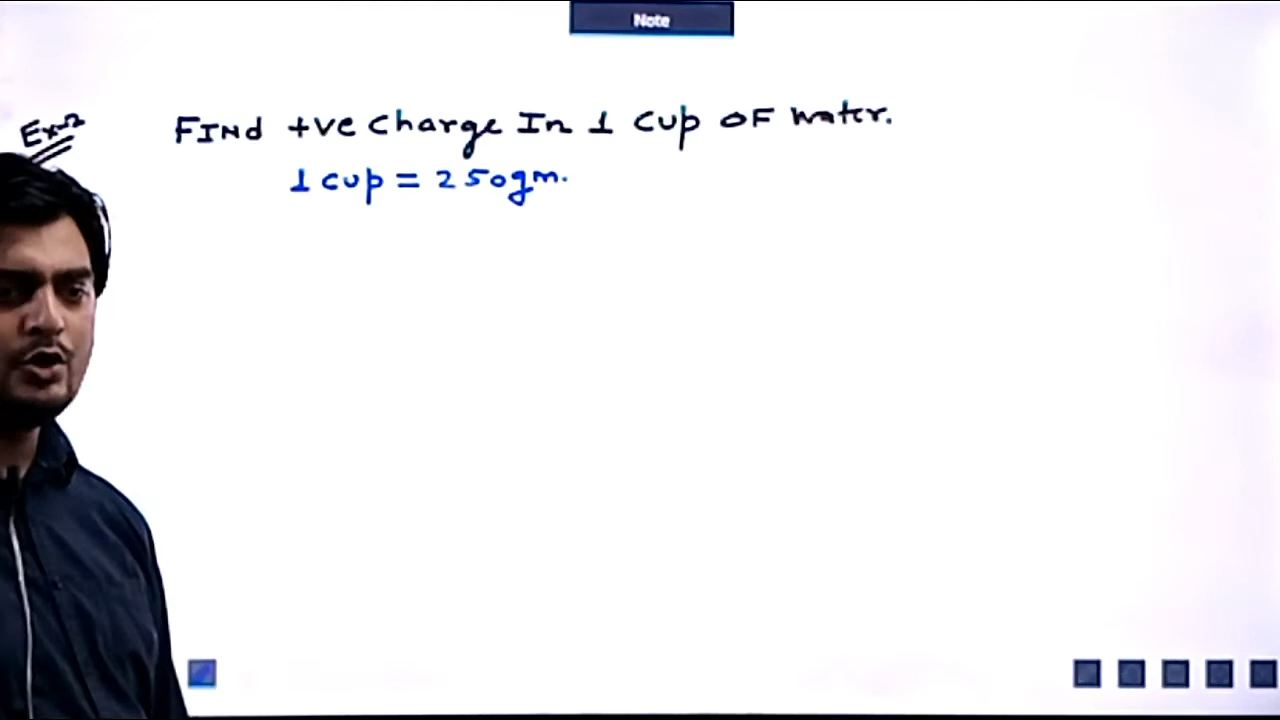 Note
Ex-2
FINd +ve charge In 1 cup OF water.
1 cup = 250gm.